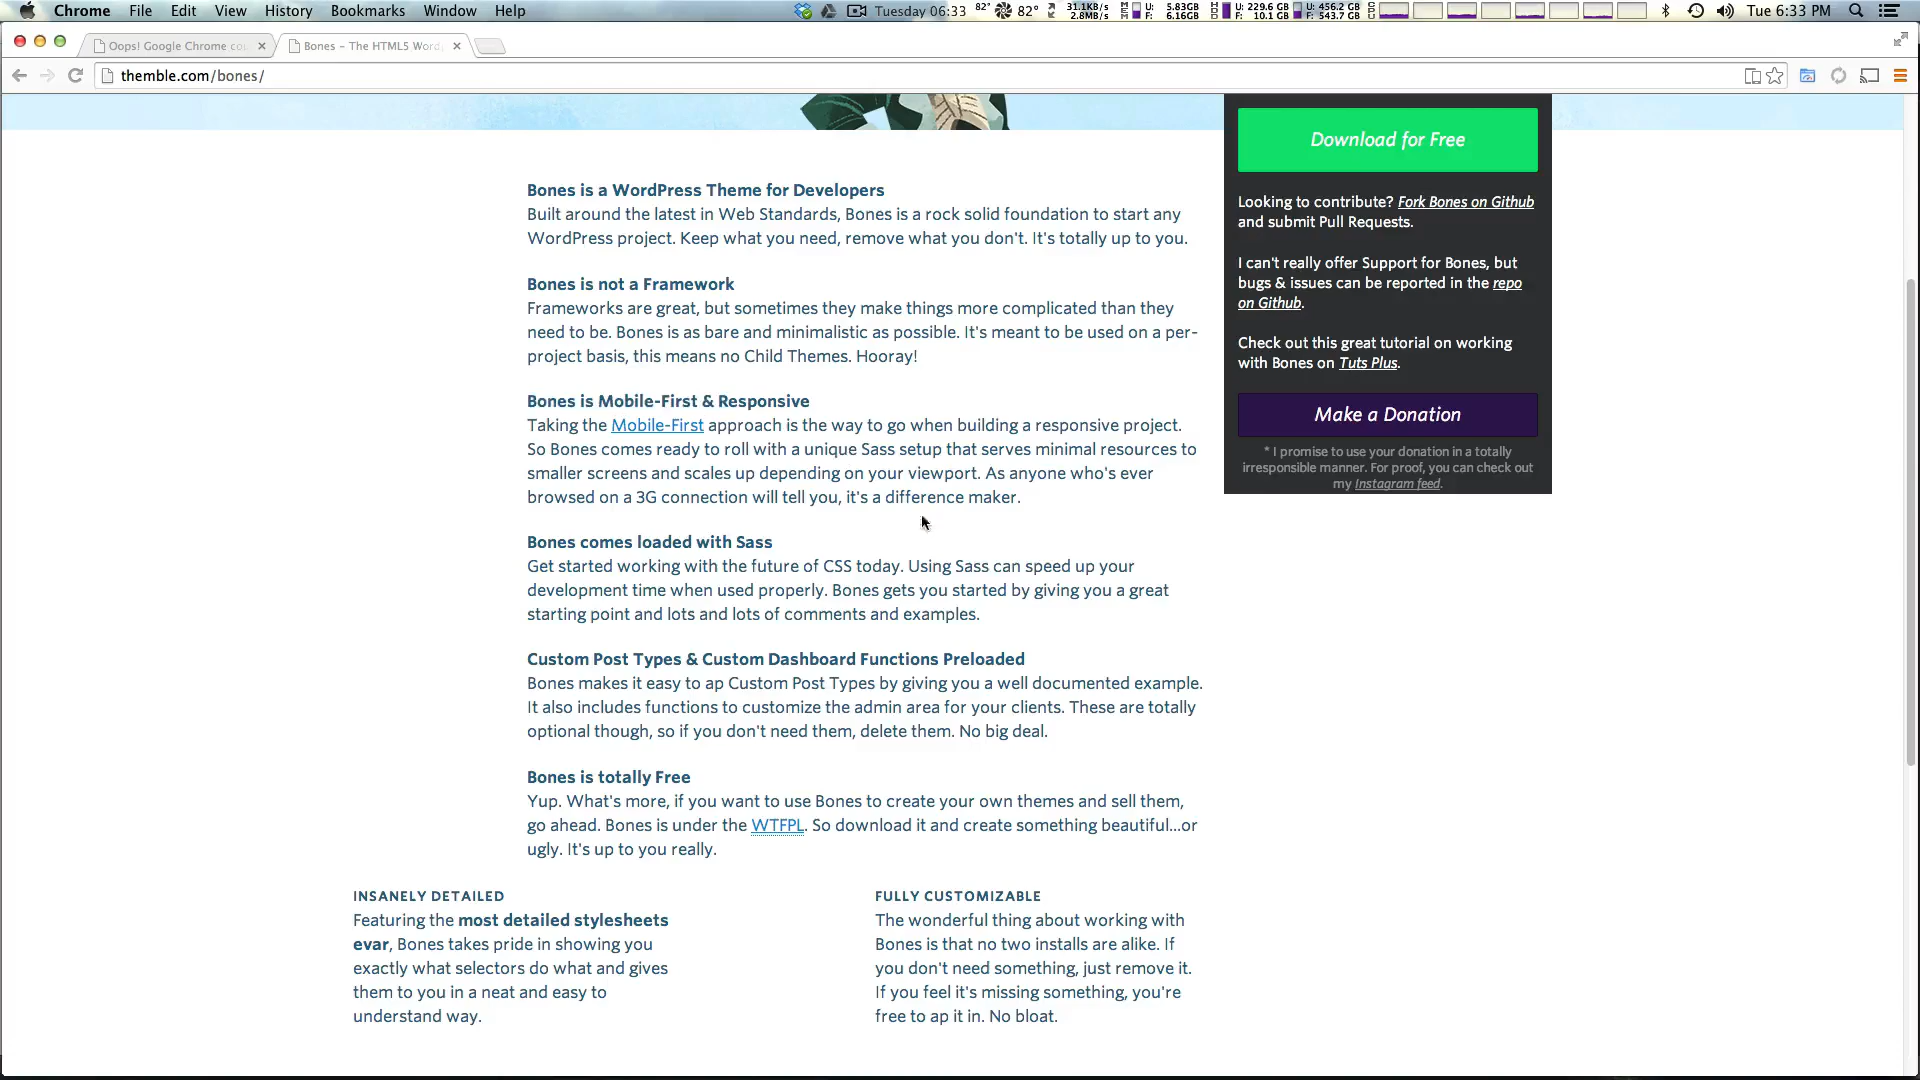 Chrome File Edit View History Bookmarks Window Help
Tuesday 06:33 82° 82° 31.1KB/s 2.8MB/s U: 5.83GB F: 6.16GB U: 229.6 GB F: 10.1 GB U: 456.2 GB F: 543.7 GB Tue 6:33 PM
Oops! Google Chrome co
Bones – The HTML5 Word
themble.com/bones/
Bones is a WordPress Theme for Developers
Built around the latest in Web Standards, Bones is a rock solid foundation to start any
WordPress project. Keep what you need, remove what you don't. It's totally up to you.
Bones is not a Framework
Frameworks are great, but sometimes they make things more complicated than they
need to be. Bones is as bare and minimalistic as possible. It's meant to be used on a per-
project basis, this means no Child Themes. Hooray!
Bones is Mobile-First & Responsive
Taking the Mobile-First approach is the way to go when building a responsive project.
So Bones comes ready to roll with a unique Sass setup that serves minimal resources to
smaller screens and scales up depending on your viewport. As anyone who's ever
browsed on a 3G connection will tell you, it's a difference maker.
Bones comes loaded with Sass
Get started working with the future of CSS today. Using Sass can speed up your
development time when used properly. Bones gets you started by giving you a great
starting point and lots and lots of comments and examples.
Custom Post Types & Custom Dashboard Functions Preloaded
Bones makes it easy to ap Custom Post Types by giving you a well documented example.
It also includes functions to customize the admin area for your clients. These are totally
optional though, so if you don't need them, delete them. No big deal.
Bones is totally Free
Yup. What's more, if you want to use Bones to create your own themes and sell them,
go ahead. Bones is under the WTFPL. So download it and create something beautiful...or
ugly. It's up to you really.
INSANELY DETAILED
Featuring the most detailed stylesheets
evar, Bones takes pride in showing you
exactly what selectors do what and gives
them to you in a neat and easy to
understand way.
FULLY CUSTOMIZABLE
The wonderful thing about working with
Bones is that no two installs are alike. If
you don't need something, just remove it.
If you feel it's missing something, you're
free to ap it in. No bloat.
Download for Free
Looking to contribute? Fork Bones on Github
and submit Pull Requests.
I can't really offer Support for Bones, but
bugs & issues can be reported in the repo
on Github.
Check out this great tutorial on working
with Bones on Tuts Plus.
Make a Donation
* I promise to use your donation in a totally
irresponsible manner. For proof, you can check out
my Instagram feed.